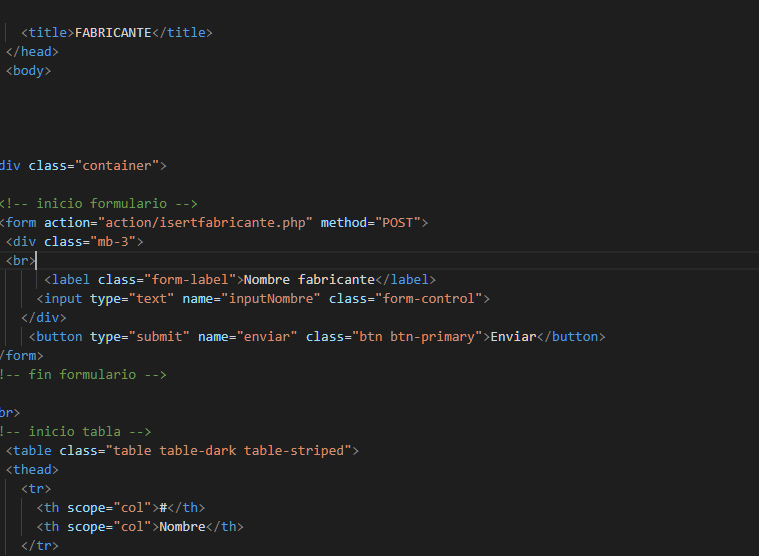 <title>FABRICANTE</title>
</head>
<body>
div class="container">
<!-- inicio formulario -->
<form action="action/isertfabricante.php" method="POST">
<div class="mb-3">
<br>
<label class="form-label">Nombre fabricante</label>
<input type="text" name="inputNombre" class="form-control">
</div>
<button type="submit" name="enviar" class="btn btn-primary">Enviar</button>
/form>
!-- fin formulario -->
br>
!-- inicio tabla -->
<table class="table table-dark table-striped">
<thead>
<tr>
<th scope="col">#</th>
<th scope="col">Nombre</th>
</tr>